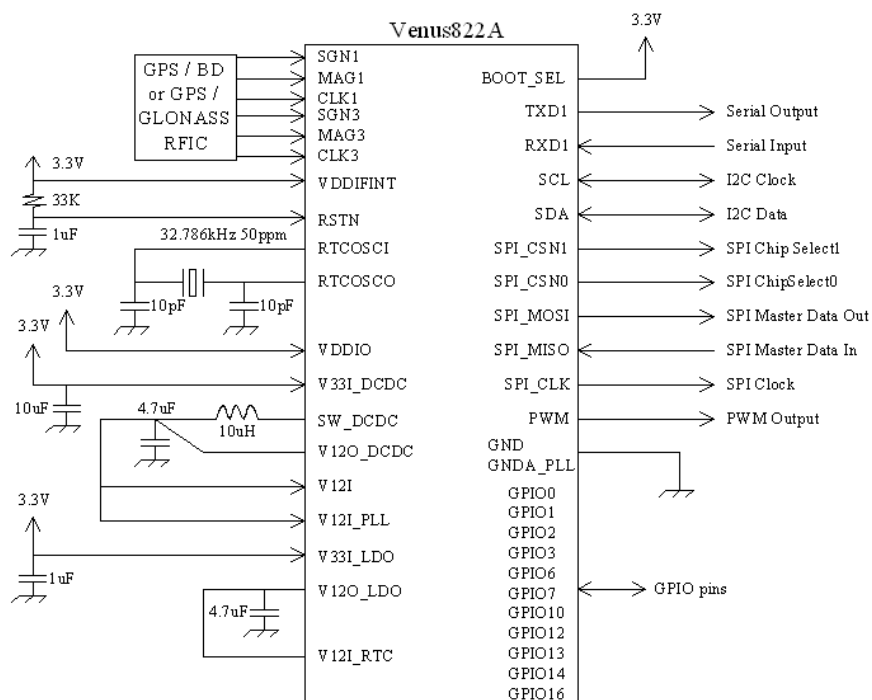 Venus822A
3.3V
GPS / BD
or GPS /
GLONASS
RFIC
SGN1
MAG1
CLK1
SGN3
MAG3
CLK3
3.3V
VDDIFINT
33K
RSTN
1uF
32.786kHz 50ppm
RTCOSCI
RTCOSCO
10pF
10pF
3.3V
VDDIO
3.3V
V33I_DCDC
10uF
4.7uF
10uH
SW_DCDC
V12O_DCDC
V12I
V12I_PLL
3.3V
V33I_LDO
1uF
V12O_LDO
4.7uF
V12I_RTC
BOOT_SEL
TXD1
Serial Output
RXD1
Serial Input
SCL
I2C Clock
SDA
I2C Data
SPI_CSN1
SPI Chip Select1
SPI_CSN0
SPI ChipSelect0
SPI_MOSI
SPI Master Data Out
SPI_MISO
SPI Master Data In
SPI_CLK
SPI Clock
PWM
PWM Output
GND
GNDA_PLL
GPIO0
GPIO1
GPIO2
GPIO3
GPIO6
GPIO7
GPIO pins
GPIO10
GPIO12
GPIO13
GPIO14
GPIO16